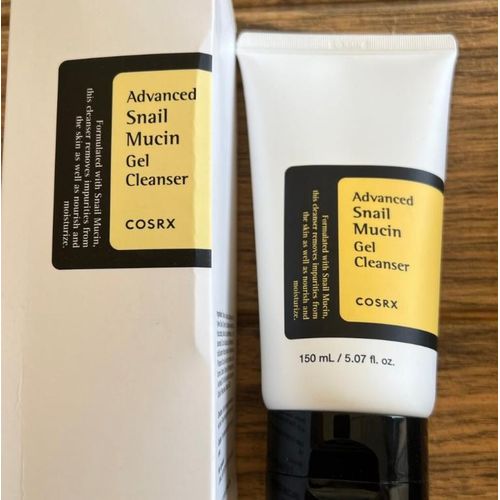 Advanced
Snail
Mucin
Gel
Cleanser
COSRX
Formulated with Snail Mucin,
this cleanser removes impurities from
the skin as well as nourish and
moisturize.
Advanced
Snail
Mucin
Gel
Cleanser
COSRX
Formulated with Snail Mucin,
this cleanser removes impurities from
the skin as well as nourish and
moisturize.
150 mL / 5.07 fl. oz.